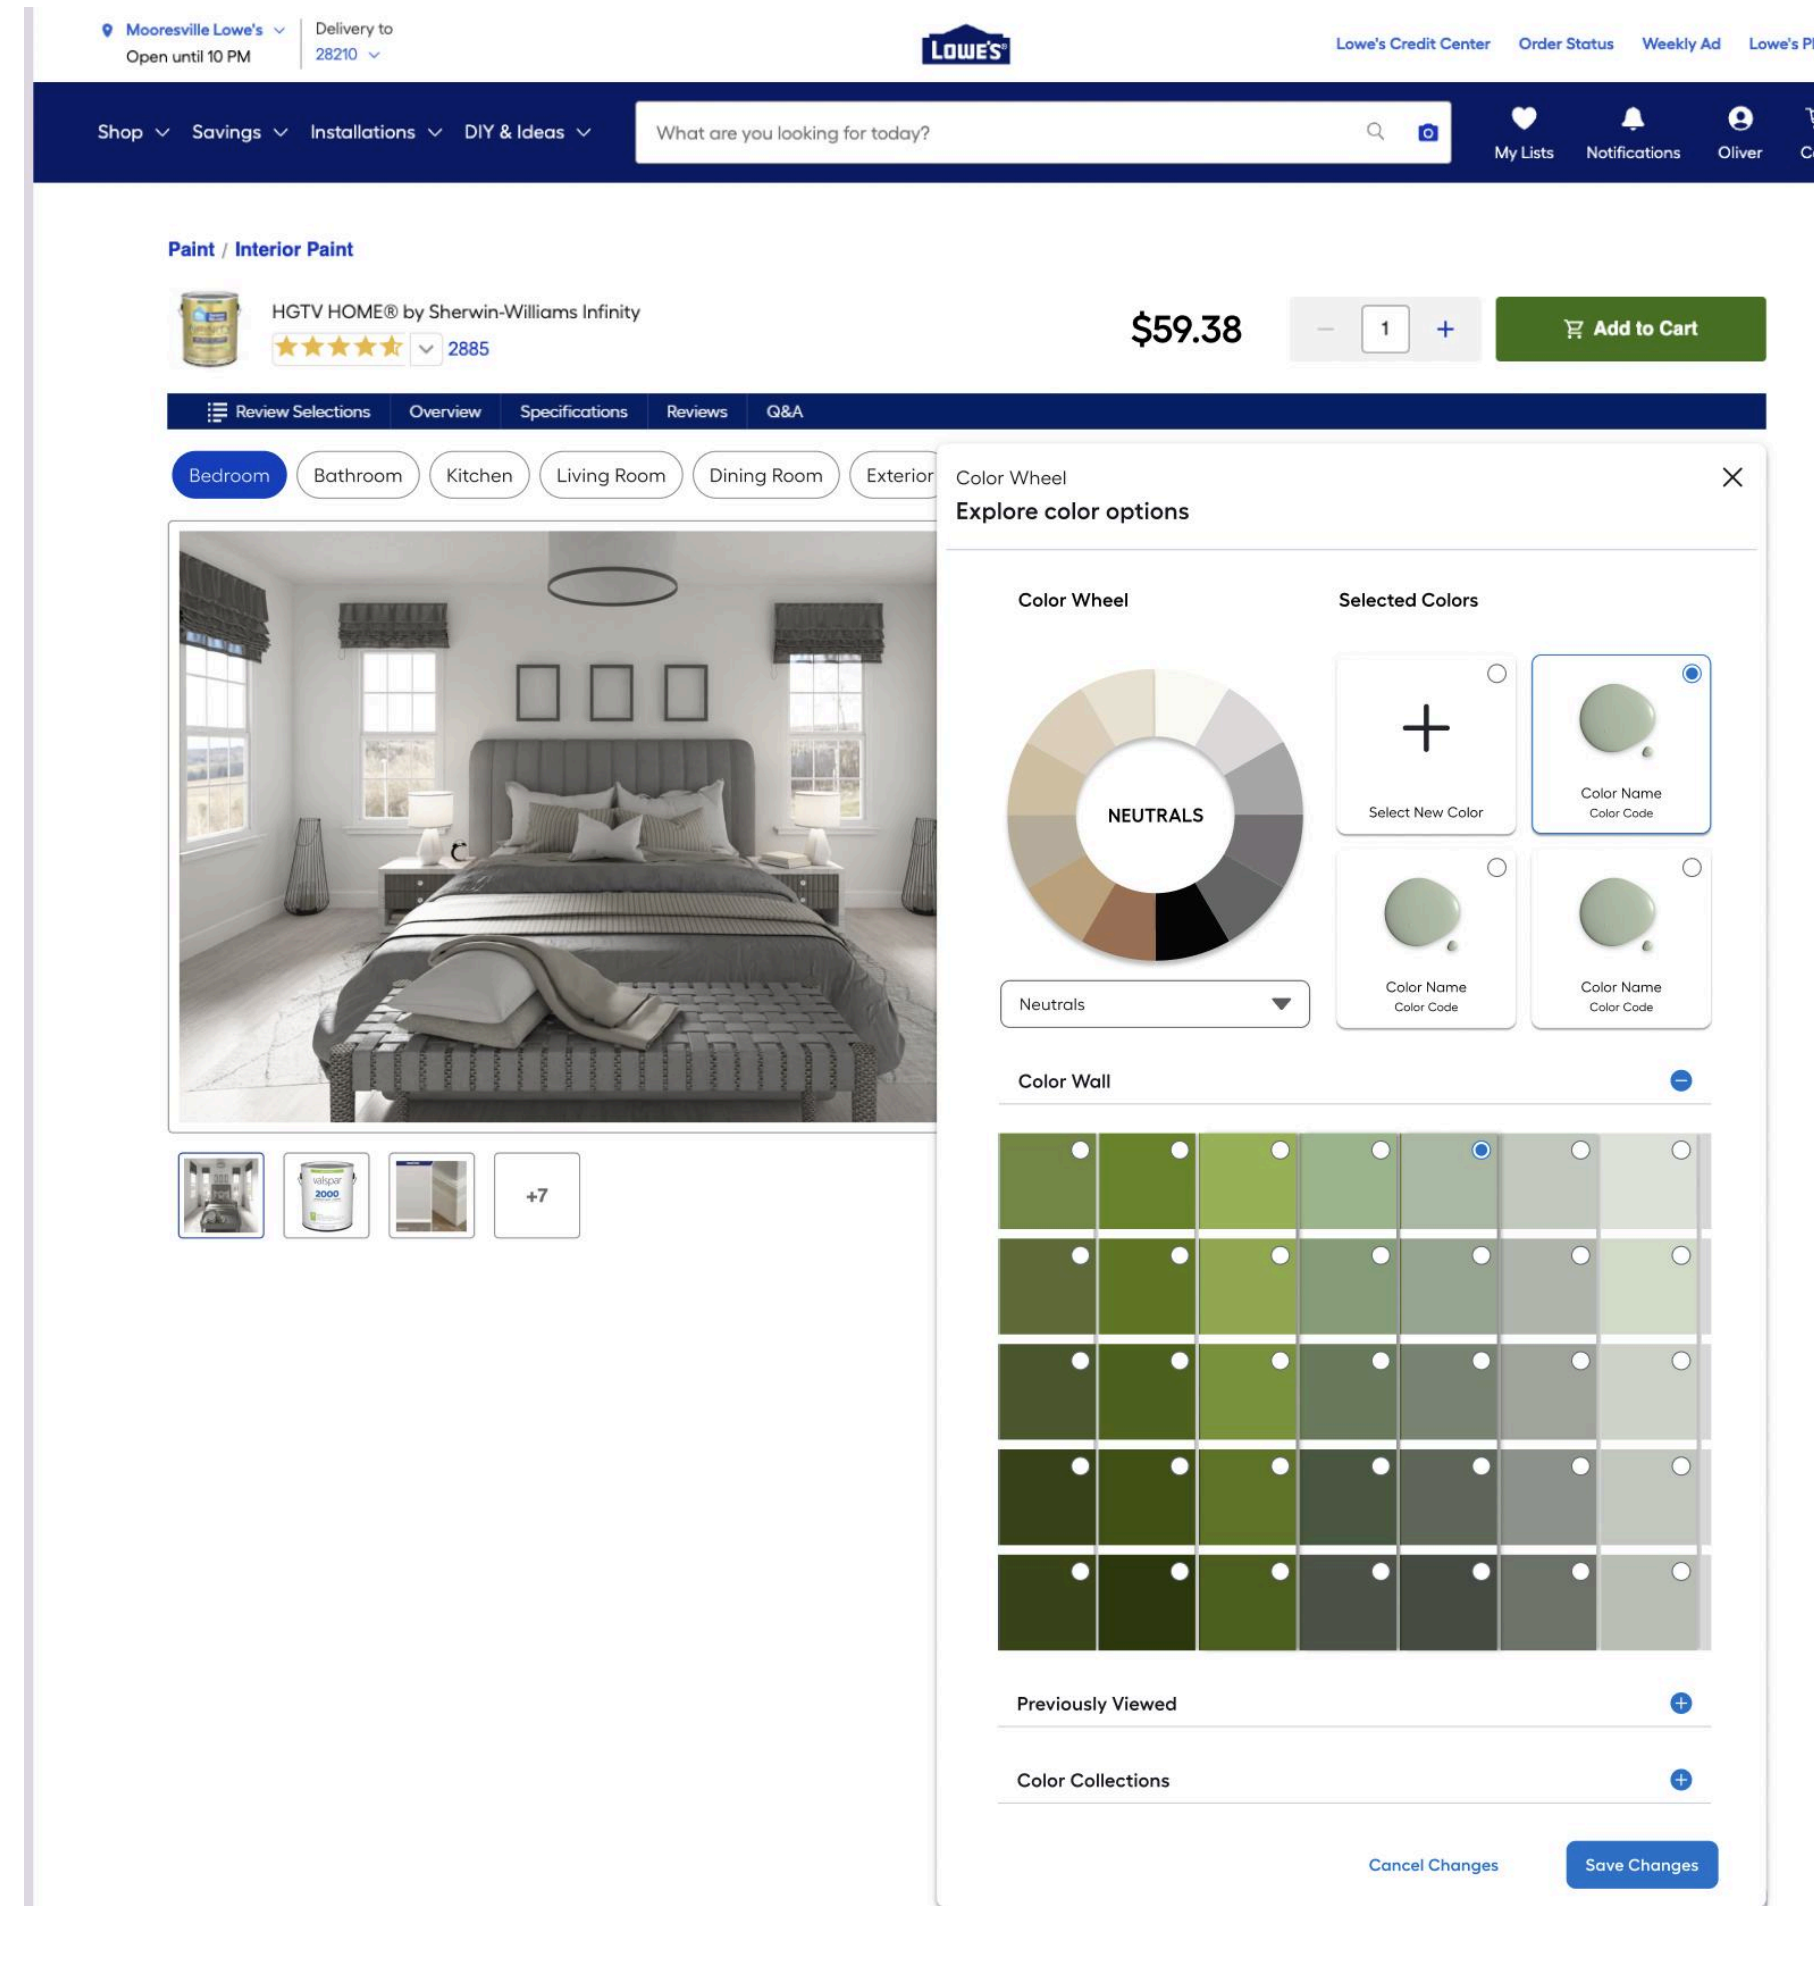 Mooresville Lowe's
Open until 10 PM
Delivery to
28210
LOWE'S
Lowe's Credit Center
Order Status
Weekly Ad
Shop
Savings
Installations
DIY & Ideas
What are you looking for today?
My Lists
Notifications
Oliver
Paint / Interior Paint
HGTV HOME® by Sherwin-Williams Infinity
2885
$59.38
1
Add to Cart
Review Selections
Overview
Specifications
Reviews
Q&A
Bedroom
Bathroom
Kitchen
Living Room
Dining Room
Exterior
Color Wheel
Explore color options
Color Wheel
Selected Colors
NEUTRALS
Select New Color
Color Name
Color Code
Color Name
Color Code
Color Name
Color Code
Neutrals
Color Wall
valspar
2000
+7
Previously Viewed
Color Collections
Cancel Changes
Save Changes